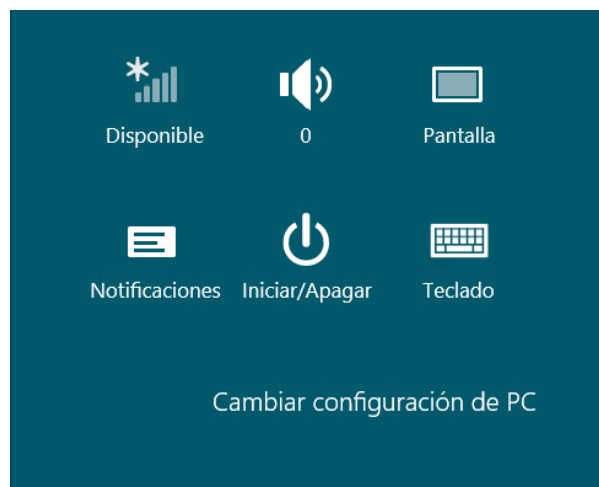 Disponible
0
Pantalla
Notificaciones
Iniciar/Apagar
Teclado
Cambiar configuración de PC